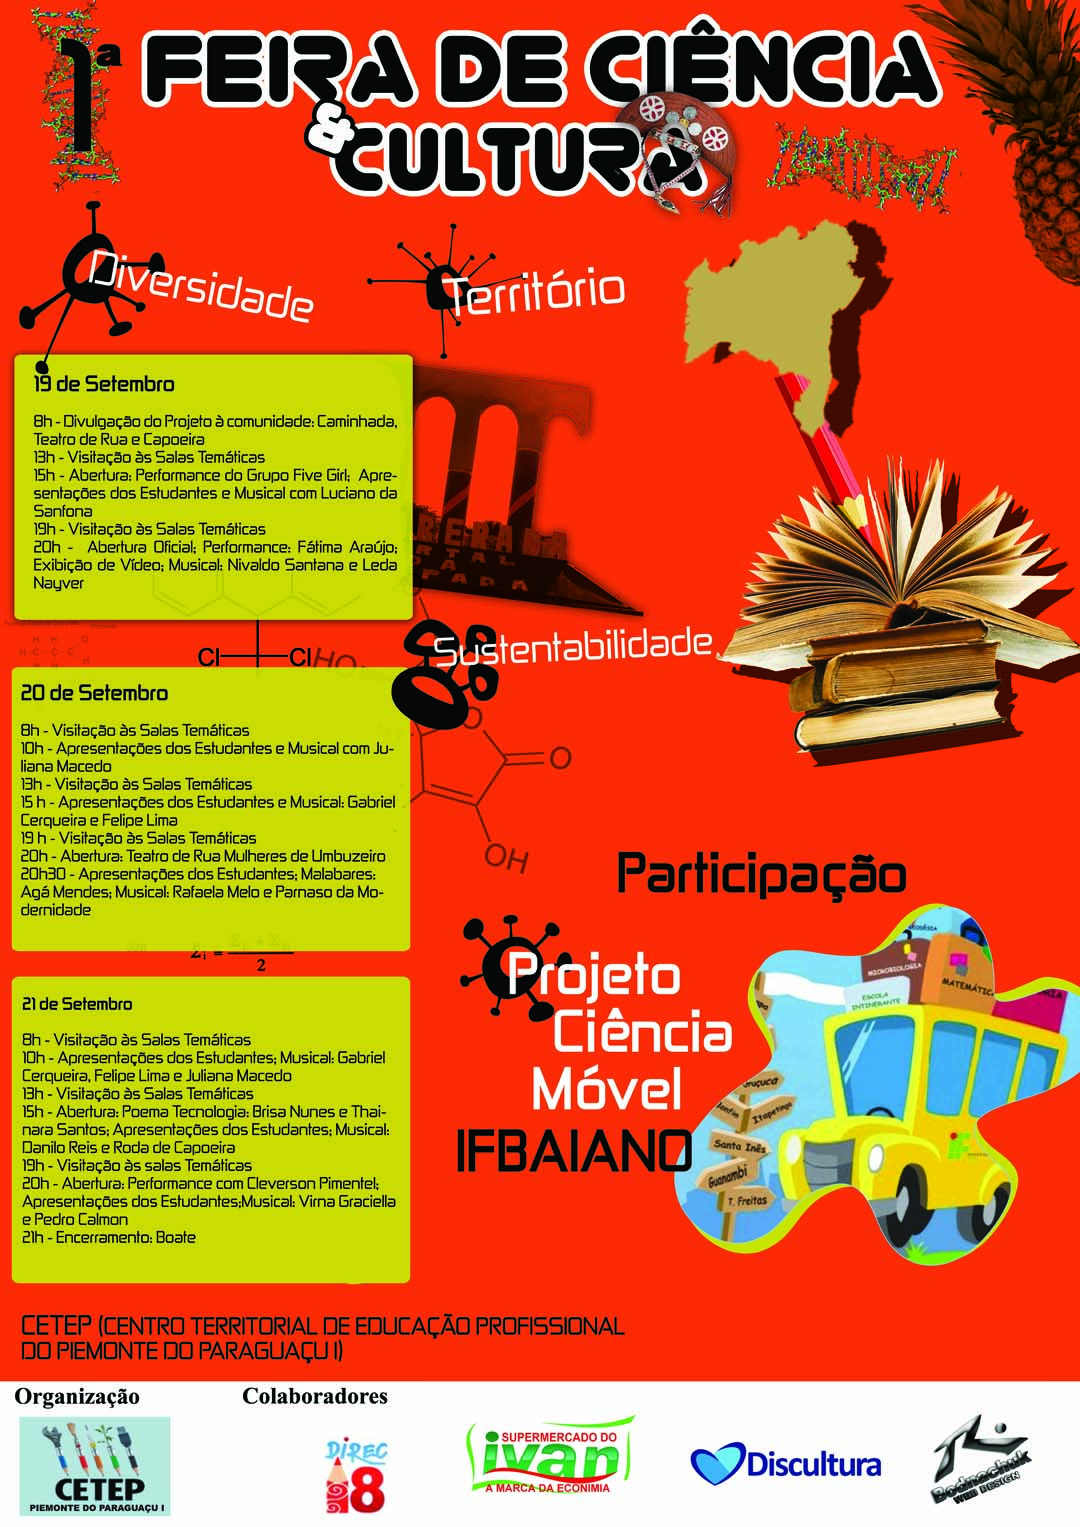 1ª FEIRA DE CIÊNCIA
& CULTURA
Diversidade
Território
19 de Setembro
8h - Divulgação do Projeto à comunidade: Caminhada,
Teatro de Rua e Capoeira
13h - Visitação às Salas Temáticas
15h - Abertura: Performance do Grupo Five Girl; Apre-
sentações dos Estudantes e Musical com Luciano da
Sanfona
19h - Visitação às Salas Temáticas
20h - Abertura Oficial; Performance: Fátima Araújo;
Exibição de Vídeo; Musical: Nivaldo Santana e Leda
Nayver
Cl Cl HO
Sustentabilidade
20 de Setembro
8h - Visitação às Salas Temáticas
10h - Apresentações dos Estudantes e Musical com Ju-
liana Macedo
13h - Visitação às Salas Temáticas
15 h - Apresentações dos Estudantes e Musical: Gabriel
Cerqueira e Felipe Lima
19 h - Visitação às Salas Temáticas
20h - Abertura: Teatro de Rua Mulheres de Umbuzeiro
20h30 - Apresentações dos Estudantes; Malabares:
Agá Mendes; Musical: Rafaela Melo e Parnaso da Mo-
dernidade
O
O
OH
2
21 de Setembro
8h - Visitação às Salas Temáticas
10h - Apresentações dos Estudantes; Musical: Gabriel
Cerqueira, Felipe Lima e Juliana Macedo
13h - Visitação às Salas Temáticas
15h - Abertura: Poema Tecnologia: Brisa Nunes e Thai-
nara Santos; Apresentações dos Estudantes; Musical:
Danilo Reis e Roda de Capoeira
19h - Visitação às salas Temáticas
20h - Abertura: Performance com Cleverson Pimentel;
Apresentações dos Estudantes;Musical: Virna Graciella
e Pedro Calmon
21h - Encerramento: Boate
Participação
Projeto
Ciência
Móvel
IFBAIANO
MICROBIOLOGIA
MATEMÁTICA
ESCOLA
INTINERANTE
Itapetinga
Santa Inês
Guanambi
T. Freitas
CETEP (CENTRO TERRITORIAL DE EDUCAÇÃO PROFISSIONAL
DO PIEMONTE DO PARAGUAÇU I)
Organização
Colaboradores
CETEP
PIEMONTE DO PARAGUAÇU I
DIREC
18
SUPERMERCADO DO
ivan
A MARCA DA ECONIMIA
Discultura
Bodnachuk
WEB DESIGN